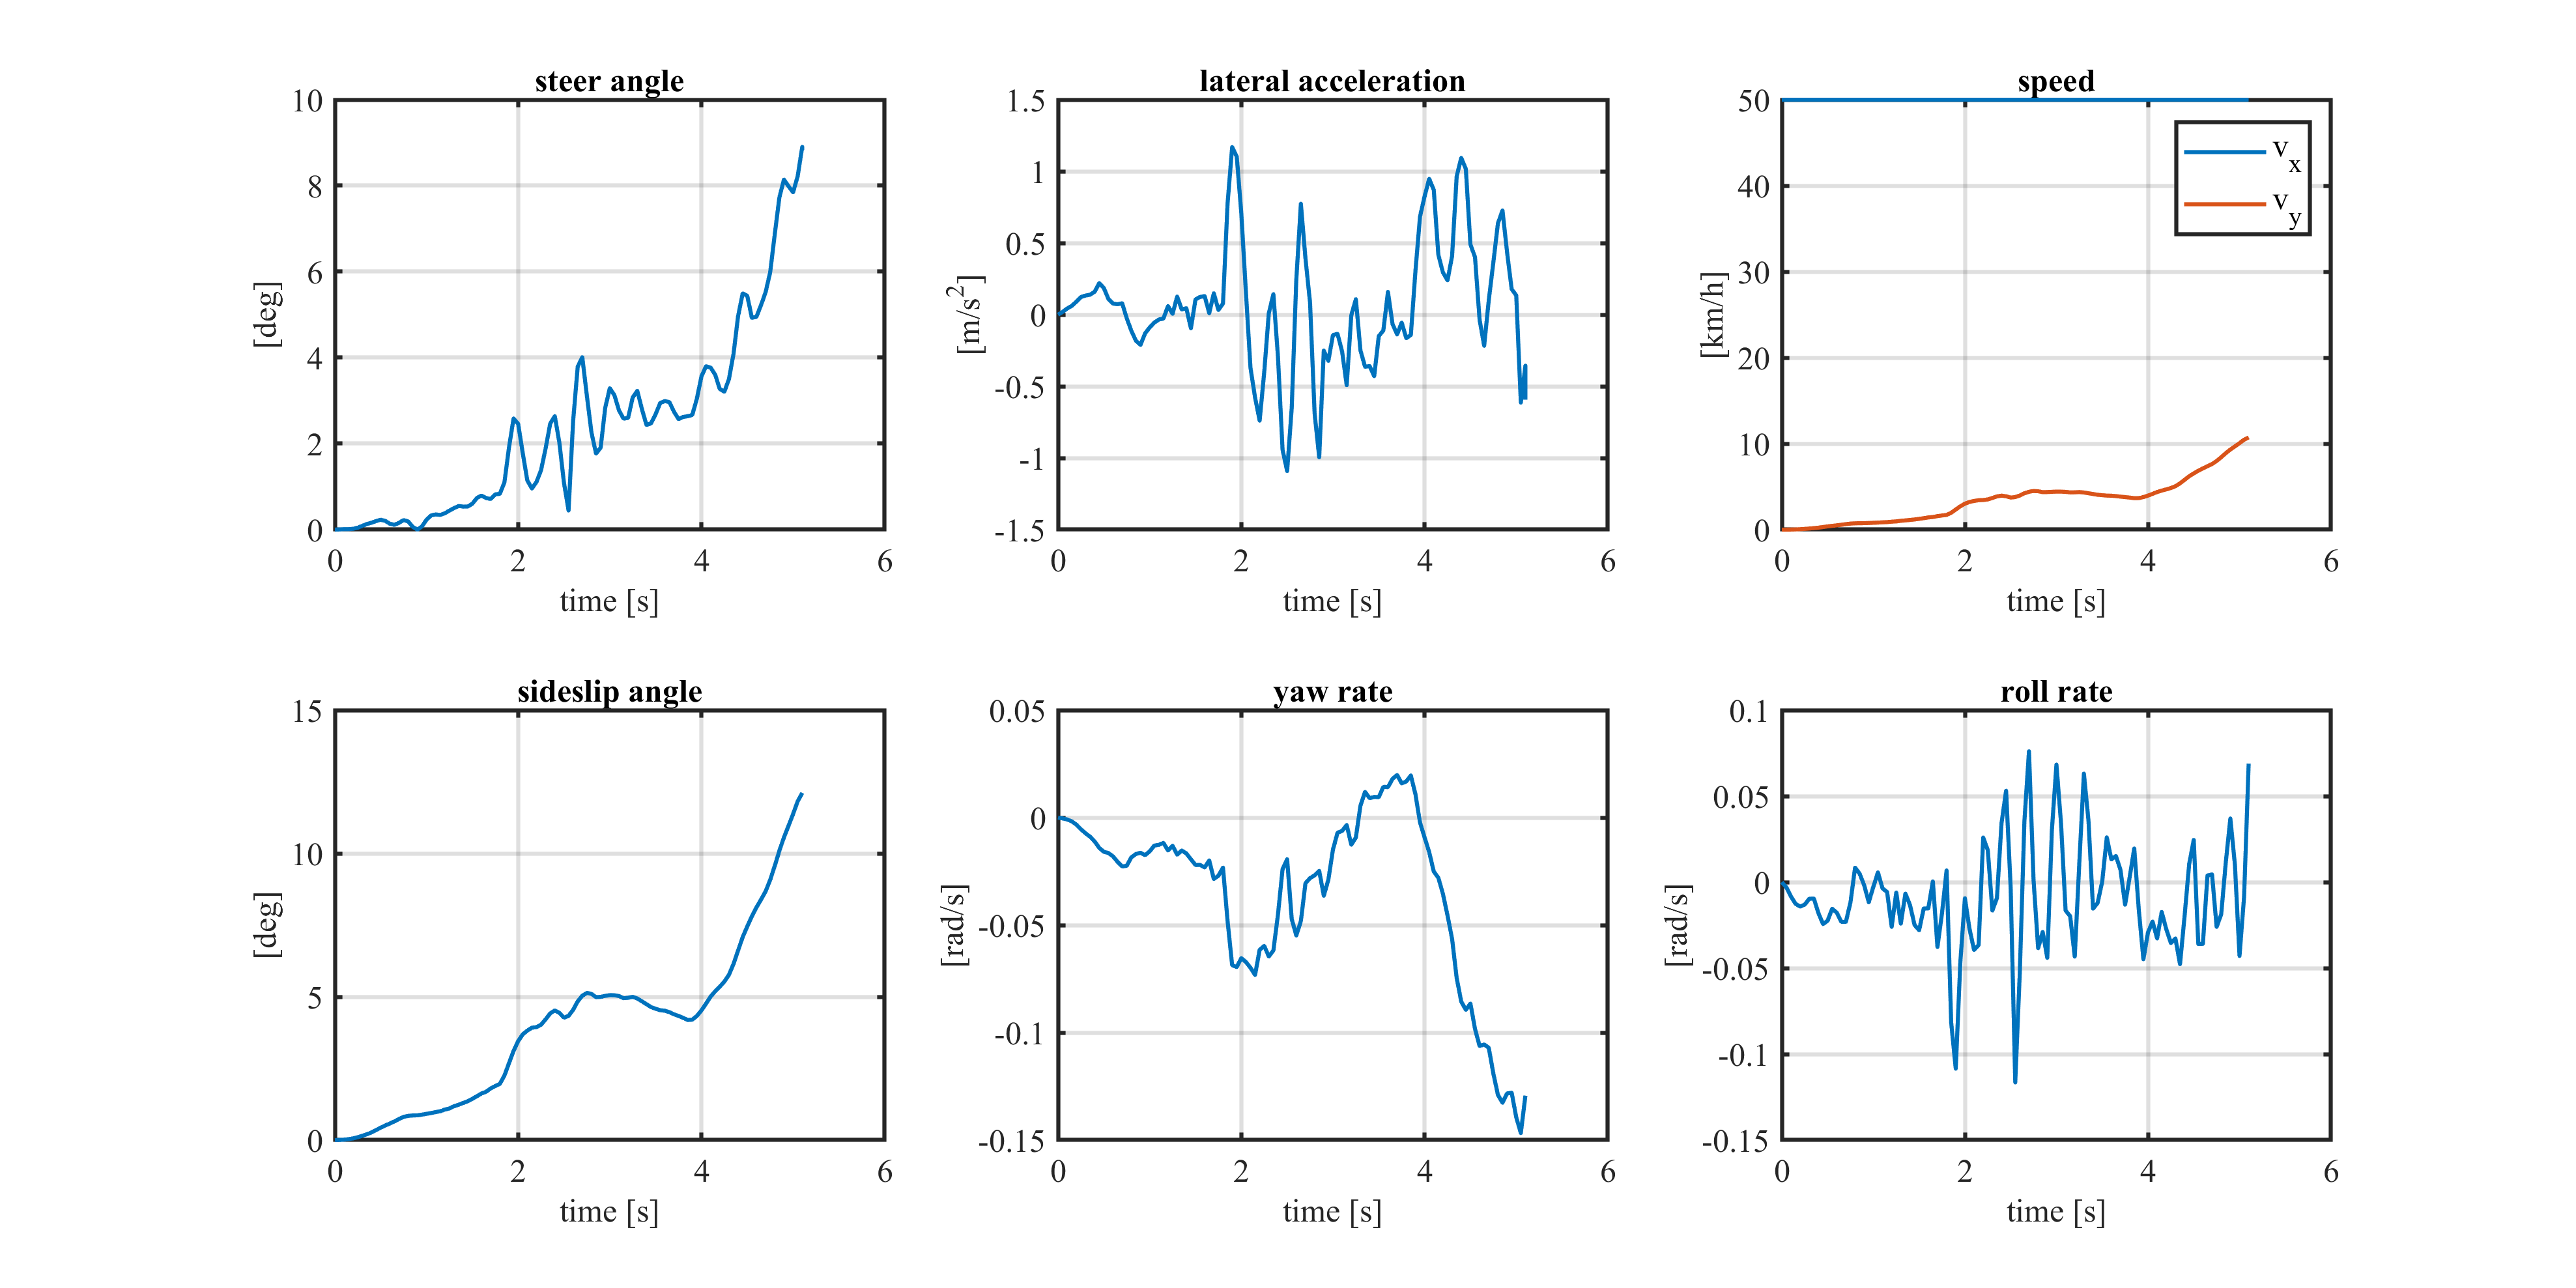 steer angle
10
8
6
4
2
0
0 2 4 6
[deg]
time [s]
lateral acceleration
1.5
1
0.5
0
-0.5
-1
-1.5
0 2 4 6
[m/s²]
time [s]
speed
50
40
30
20
10
0
0 2 4 6
[km/h]
time [s]
v_x
v_y
sideslip angle
15
10
5
0
0 2 4 6
[deg]
time [s]
yaw rate
0.05
0
-0.05
-0.1
-0.15
0 2 4 6
[rad/s]
time [s]
roll rate
0.1
0.05
0
-0.05
-0.1
-0.15
0 2 4 6
[rad/s]
time [s]